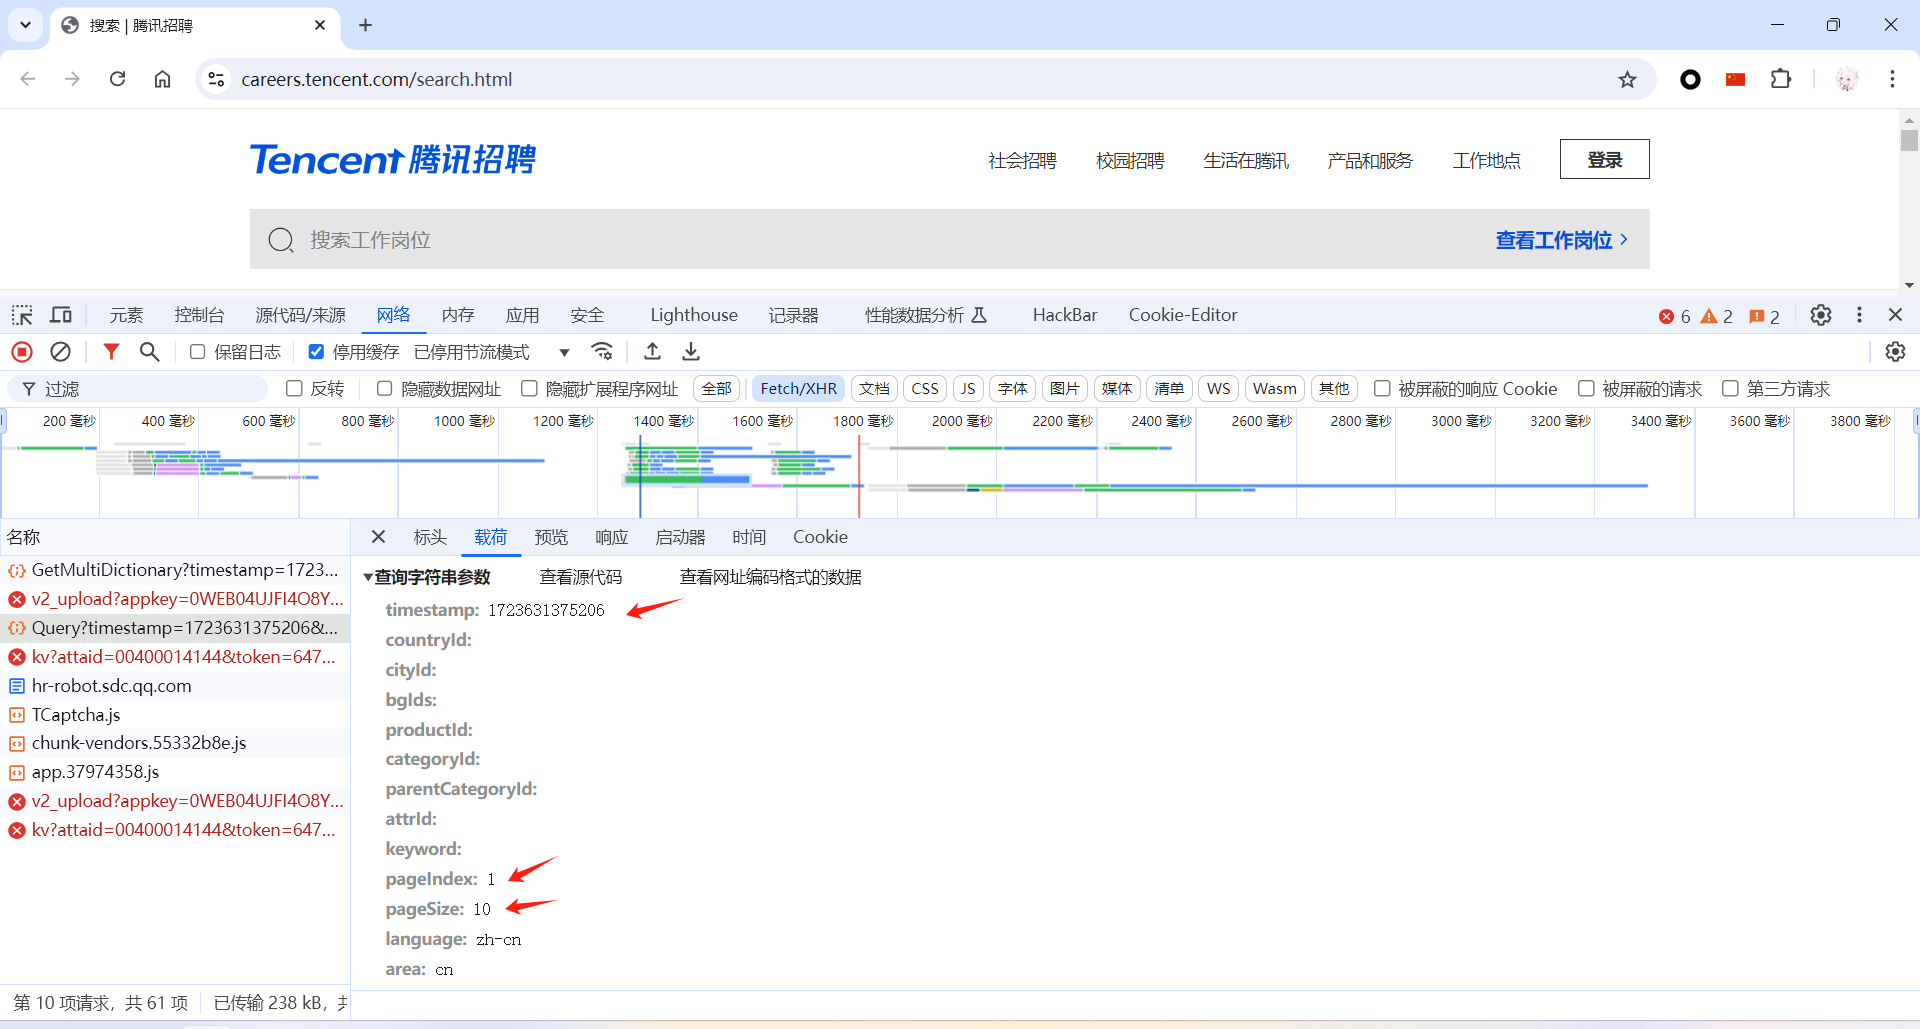 搜索 | 腾讯招聘
careers.tencent.com/search.html
Tencent 腾讯招聘
社会招聘 校园招聘 生活在腾讯 产品和服务 工作地点 登录
搜索工作岗位 查看工作岗位
元素 控制台 源代码/来源 网络 内存 应用 安全 Lighthouse 记录器 性能数据分析 HackBar Cookie-Editor 6 2 2
保留日志 停用缓存 已停用节流模式
过滤 反转 隐藏数据网址 隐藏扩展程序网址 全部 Fetch/XHR 文档 CSS JS 字体 图片 媒体 清单 WS Wasm 其他 被屏蔽的响应 Cookie 被屏蔽的请求 第三方请求
200 毫秒 400 毫秒 600 毫秒 800 毫秒 1000 毫秒 1200 毫秒 1400 毫秒 1600 毫秒 1800 毫秒 2000 毫秒 2200 毫秒 2400 毫秒 2600 毫秒 2800 毫秒 3000 毫秒 3200 毫秒 3400 毫秒 3600 毫秒 3800 毫秒
名称
GetMultiDictionary?timestamp=1723...
v2_upload?appkey=0WEB04UJFI4O8Y...
Query?timestamp=1723631375206&...
kv?attaid=00400014144&token=647...
hr-robot.sdc.qq.com
TCaptcha.js
chunk-vendors.55332b8e.js
app.37974358.js
v2_upload?appkey=0WEB04UJFI4O8Y...
kv?attaid=00400014144&token=647...
第 10 项请求，共 61 项 已传输 238 kB，
标头 载荷 预览 响应 启动器 时间 Cookie
查询字符串参数 查看源代码 查看网址编码格式的数据
timestamp: 1723631375206
countryId:
cityId:
bgIds:
productId:
categoryId:
parentCategoryId:
attrId:
keyword:
pageIndex: 1
pageSize: 10
language: zh-cn
area: cn